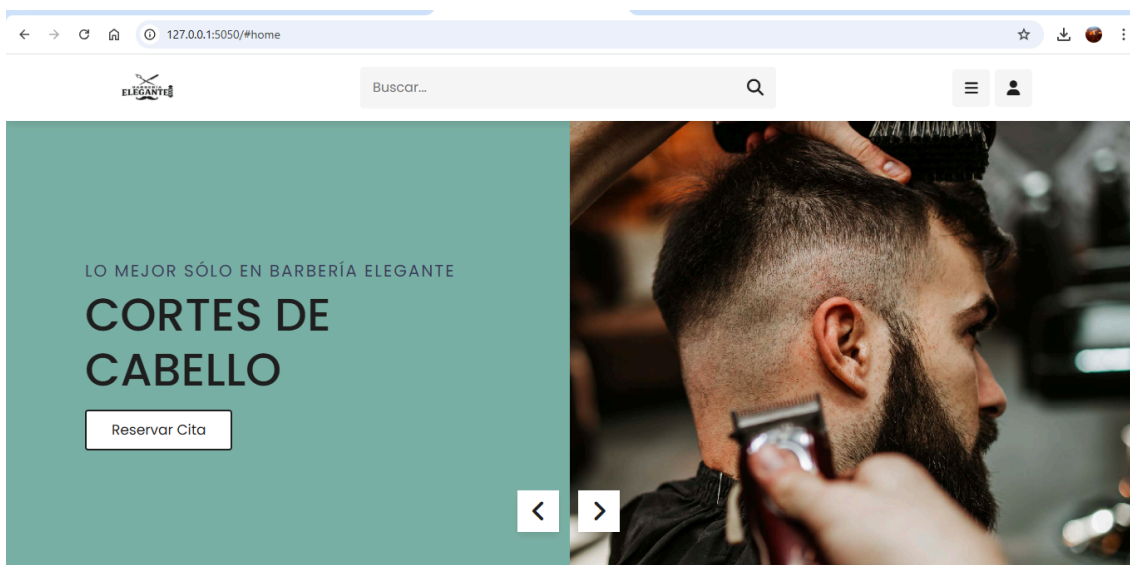 127.0.0.1:5050/#home
BARBERÍA
ELEGANTE
Buscar...
LO MEJOR SÓLO EN BARBERÍA ELEGANTE
CORTES DE
CABELLO
Reservar Cita